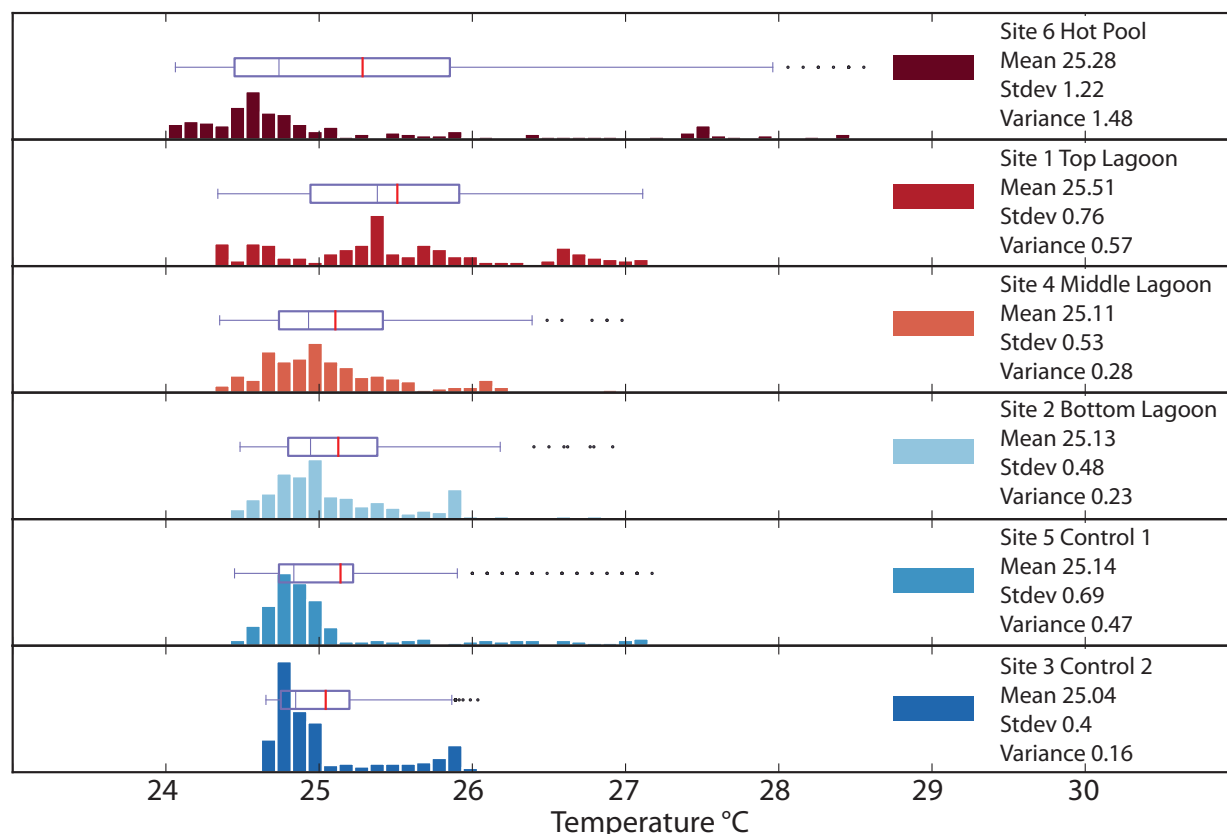 Site 6 Hot Pool
Mean 25.28
Stdev 1.22
Variance 1.48
Site 1 Top Lagoon
Mean 25.51
Stdev 0.76
Variance 0.57
Site 4 Middle Lagoon
Mean 25.11
Stdev 0.53
Variance 0.28
Site 2 Bottom Lagoon
Mean 25.13
Stdev 0.48
Variance 0.23
Site 5 Control 1
Mean 25.14
Stdev 0.69
Variance 0.47
Site 3 Control 2
Mean 25.04
Stdev 0.4
Variance 0.16
24 25 26 27 28 29 30
Temperature °C